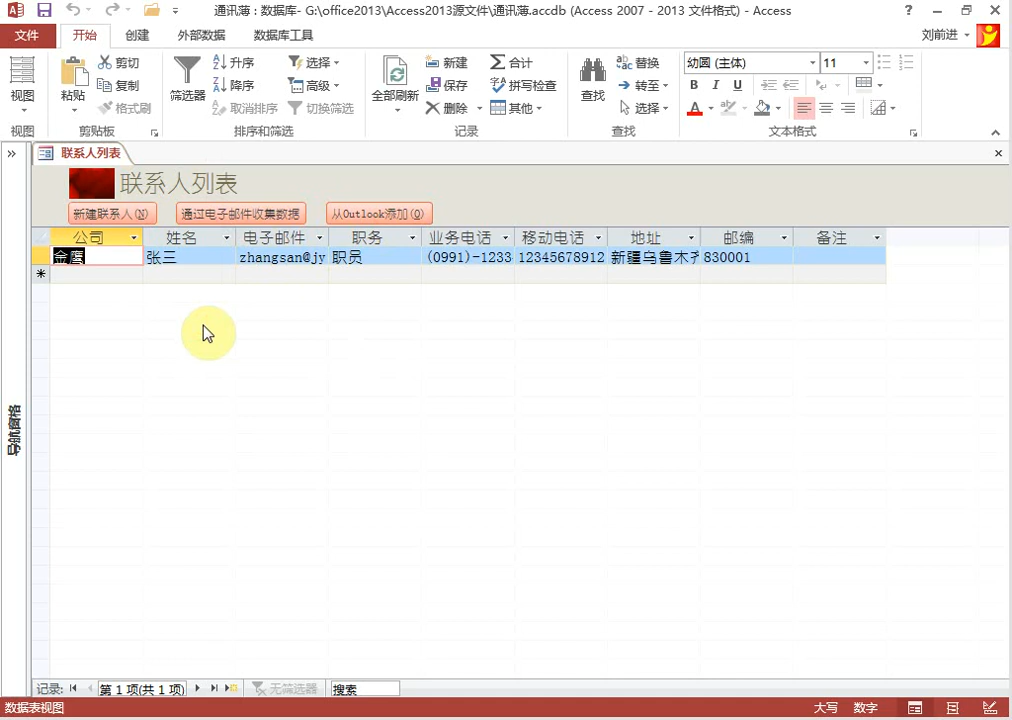 通讯薄 : 数据库- G:\office2013\Access2013源文件\通讯薄.accdb (Access 2007 - 2013 文件格式) - Access
文件 开始 创建 外部数据 数据库工具 刘前进
视图 粘贴 剪切 复制 格式刷 筛选器 升序 降序 取消排序 选择 高级 切换筛选 全部刷新 新建 保存 删除 合计 拼写检查 其他 查找 替换 转至 选择 幼圆 (主体) 11 B I U A
视图 剪贴板 排序和筛选 记录 查找 文本格式
联系人列表
联系人列表
新建联系人(N) 通过电子邮件收集数据 从Outlook添加(O)
公司 姓名 电子邮件 职务 业务电话 移动电话 地址 邮编 备注
金鹰 张三 zhangsan@jy 职员 (0991)-1233 12345678912 新疆乌鲁木齐 830001
导航窗格
记录: 第 1 项(共 1 项) 无筛选器 搜索
数据表视图 大写 数字